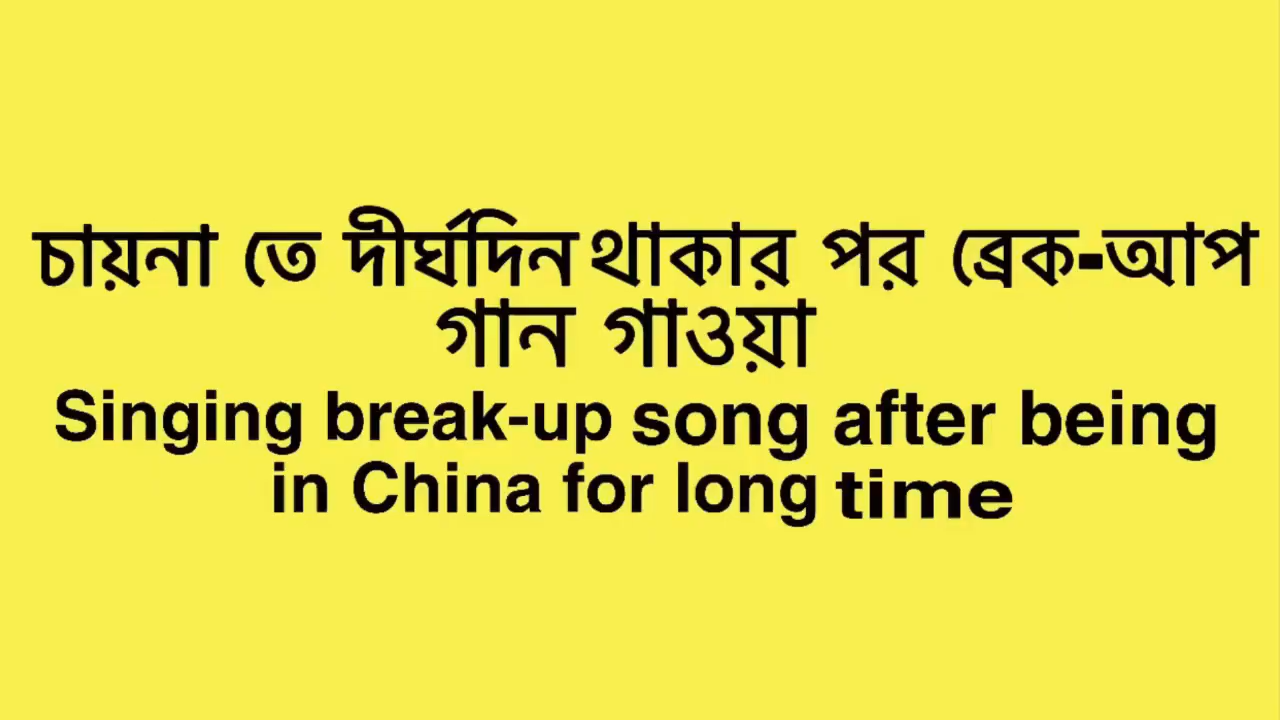 চায়না তে দীর্ঘদিন থাকার পর ব্রেক-আপ
গান গাওয়া
Singing break-up song after being
in China for long time